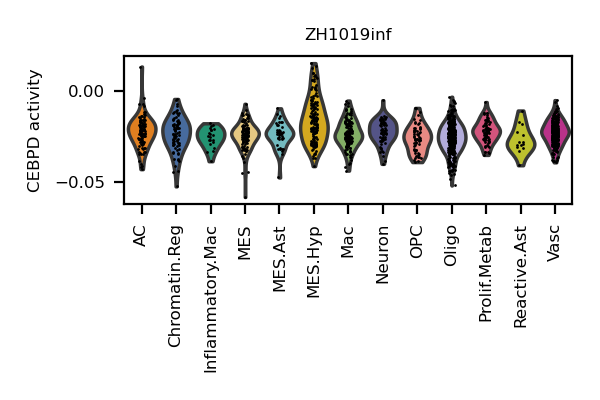 ZH1019inf
CEBPD activity
0.00
−0.05
AC
Chromatin.Reg
Inflammatory.Mac
MES
MES.Ast
MES.Hyp
Mac
Neuron
OPC
Oligo
Prolif.Metab
Reactive.Ast
Vasc